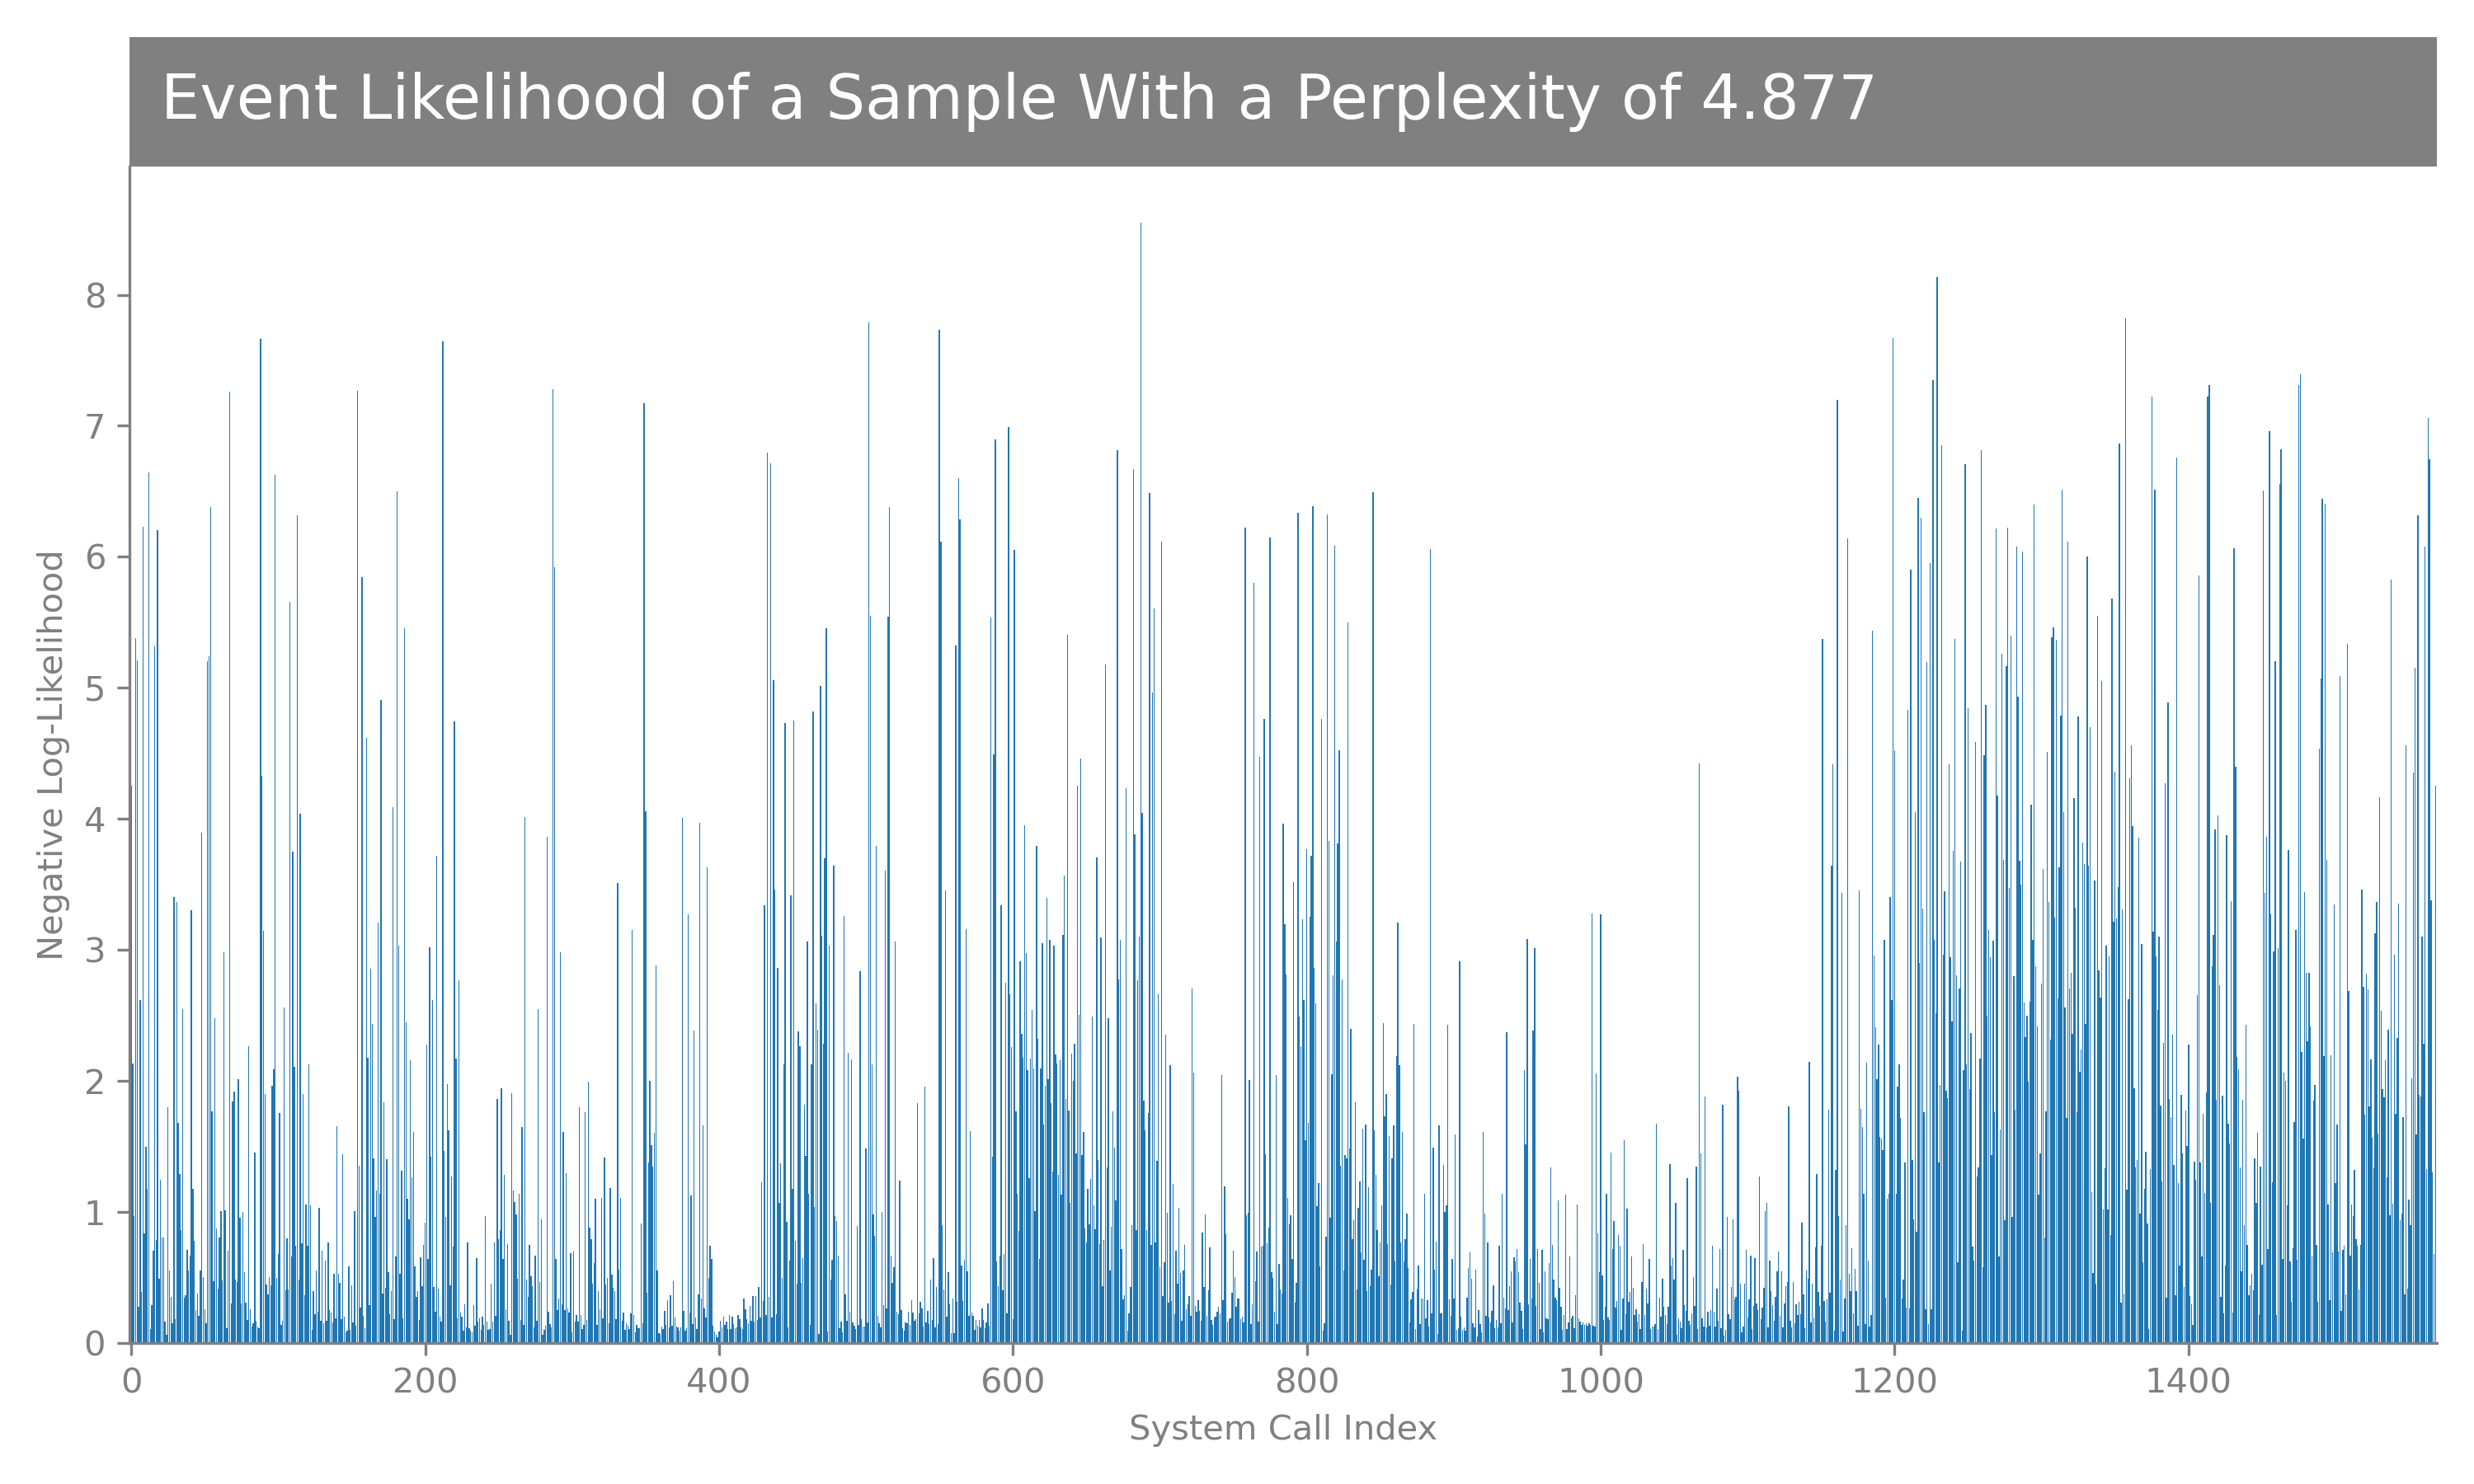 Event Likelihood of a Sample With a Perplexity of 4.877
8
7
6
5
4
3
2
1
0
Negative Log-Likelihood
0 200 400 600 800 1000 1200 1400
System Call Index